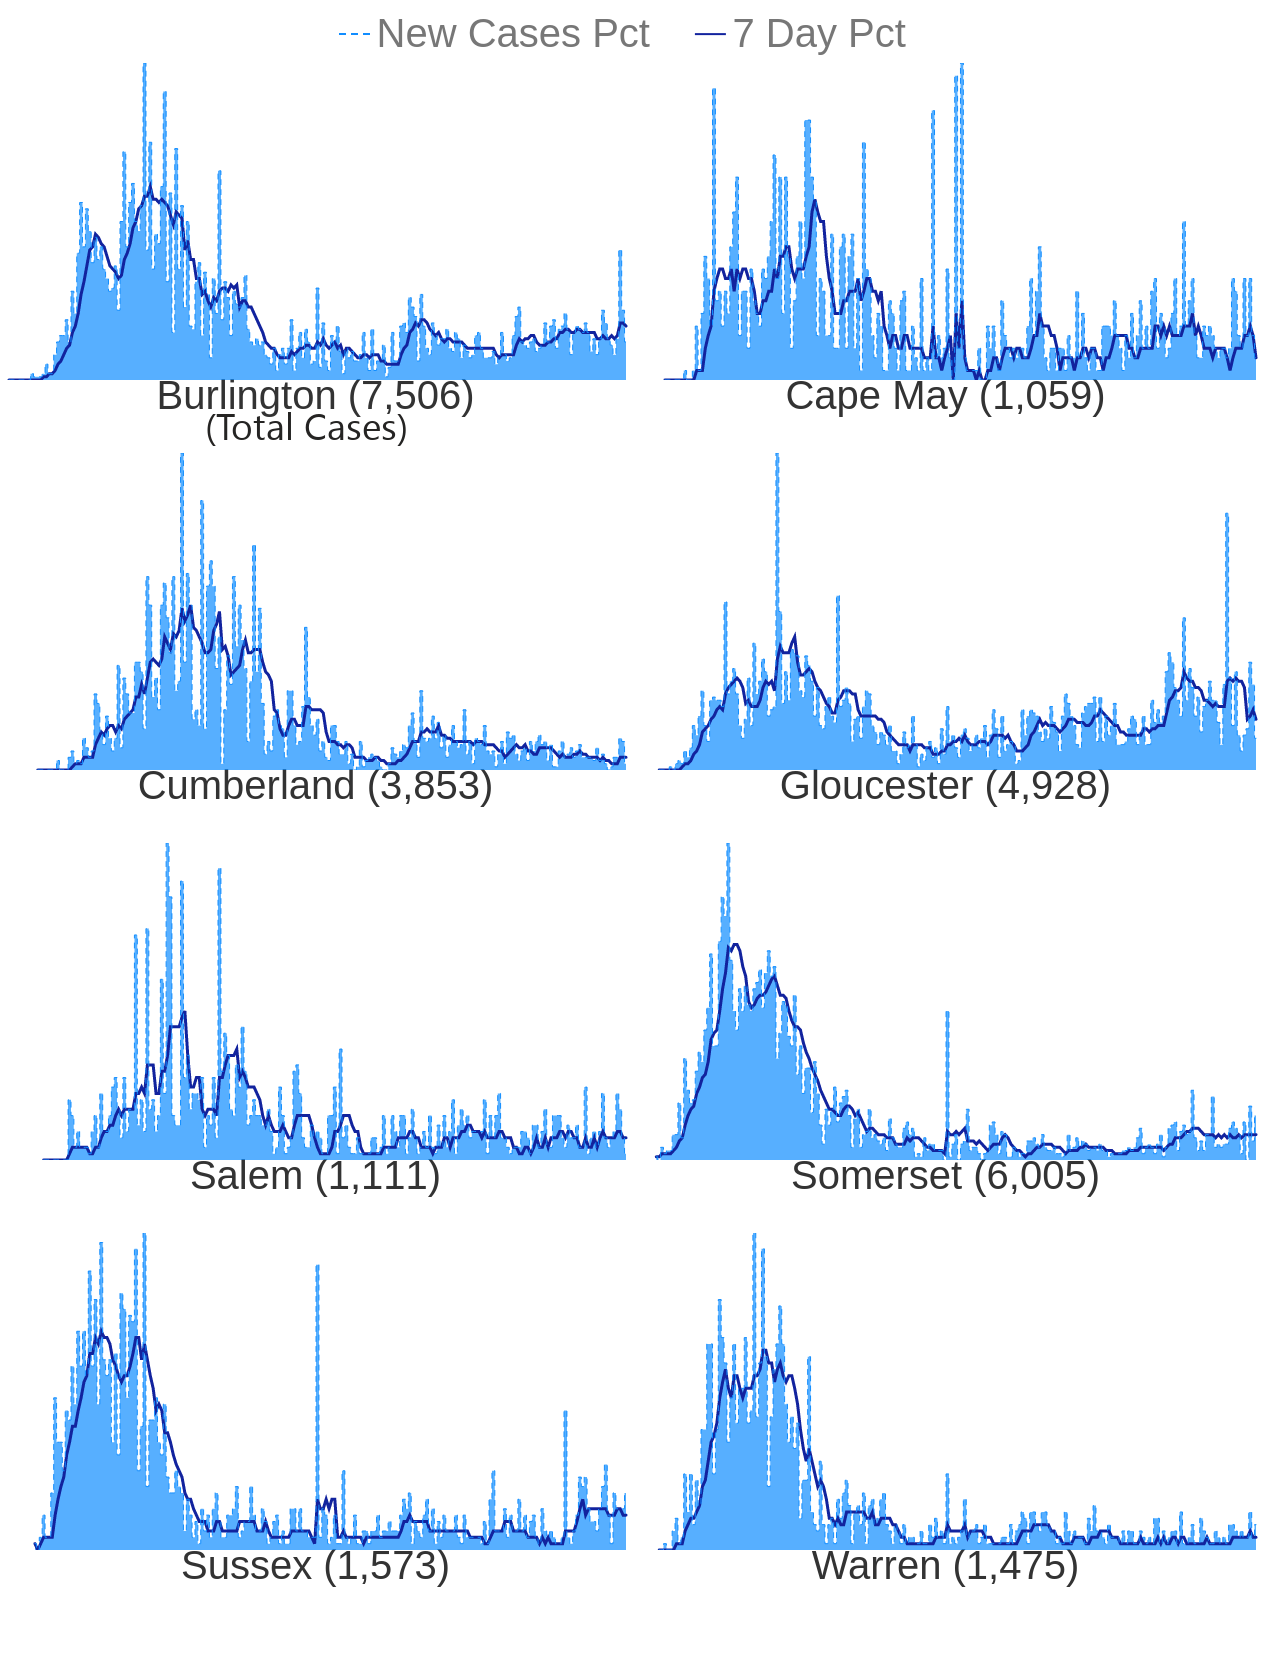 New Cases Pct 7 Day Pct
Burlington (7,506) Cape May (1,059)
(Total Cases)
Cumberland (3,853) Gloucester (4,928)
Salem (1,111) Somerset (6,005)
Sussex (1,573) Warren (1,475)